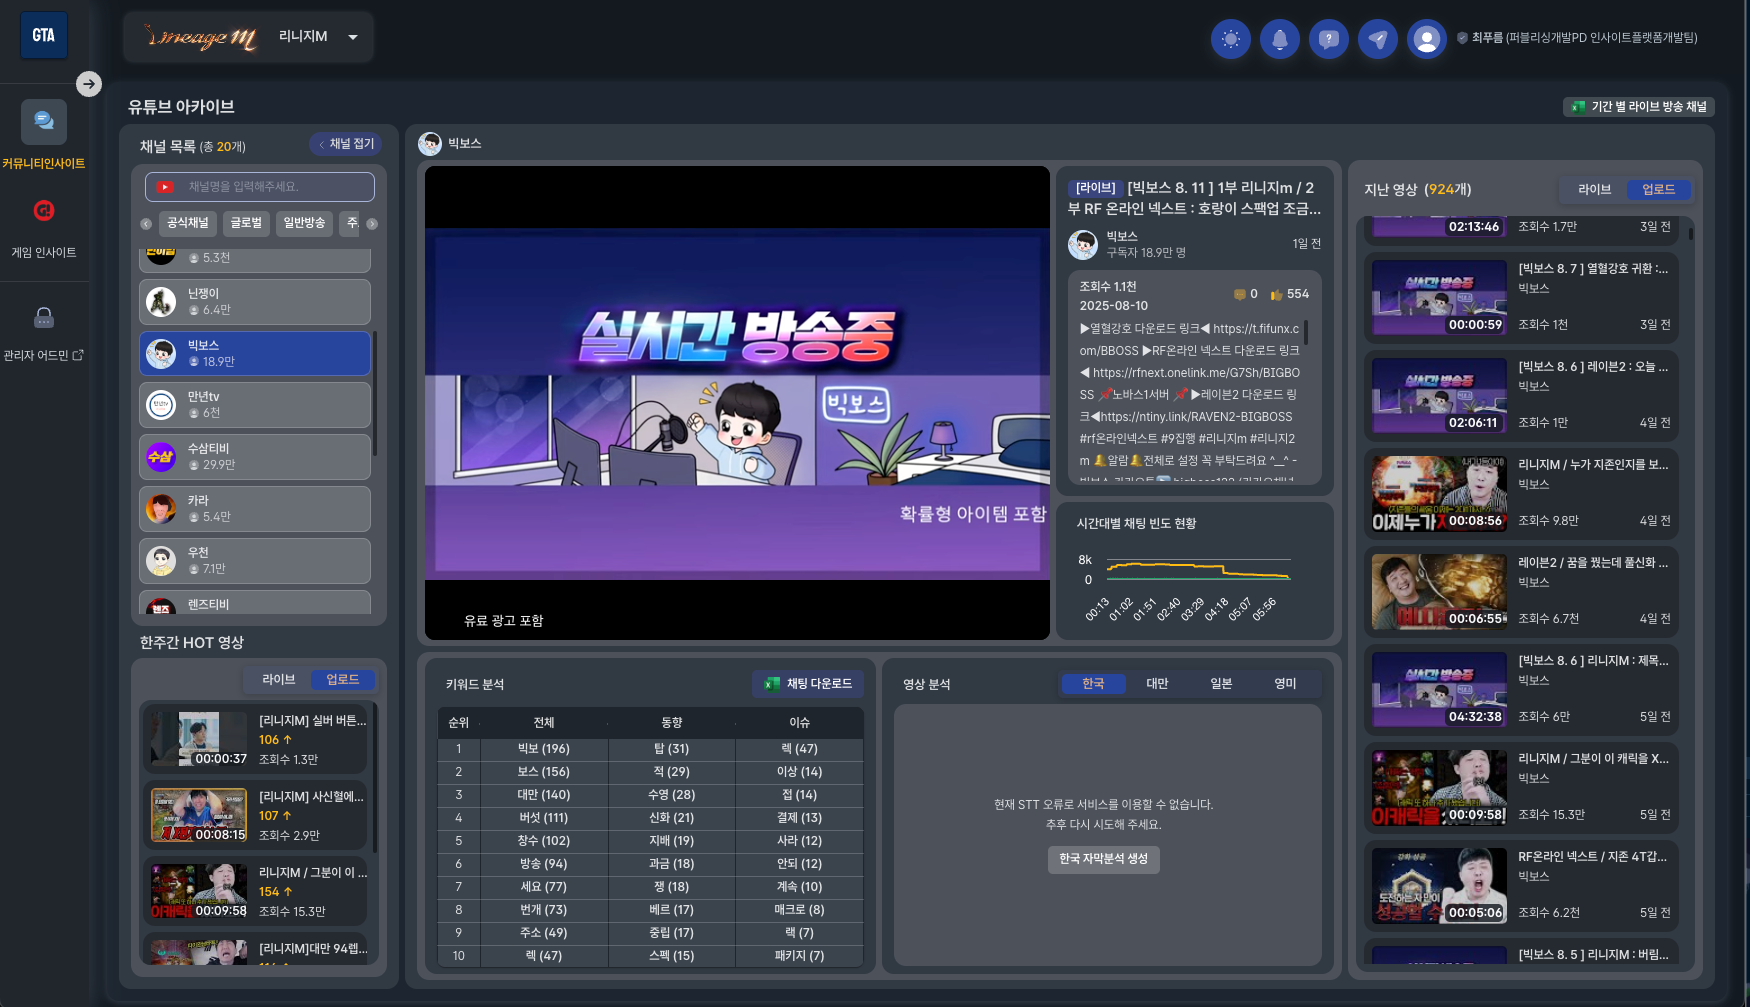 GTA
Lineage M
리니지M
최푸름 (퍼블리싱개발PD 인사이트플랫폼개발팀)
커뮤니티인사이트
게임 인사이트
관리자 어드민
유튜브 아카이브
기간 별 라이브 방송 채널
채널 목록 (총 20개)
< 채널 접기
채널명을 입력해주세요.
공식채널
글로벌
일반방송
주
5.3천
닌쟁이
6.4만
빅보스
18.9만
만년tv
6천
수삼
수삼티비
29.9만
카라
5.4만
우천
7.1만
렌즈
렌즈티비
한주간 HOT 영상
라이브
업로드
[리니지M] 실버 버튼...
106 ↑
00:00:37
조회수 1.3만
[리니지M] 사신혈에...
107 ↑
00:08:15
조회수 2.9만
리니지M / 그분이 이 ...
154 ↑
00:09:58
조회수 15.3만
[리니지M]대만 94렙...
빅보스
실시간 방송중
빅보스
확률형 아이템 포함
유료 광고 포함
[라이브] [빅보스 8. 11 ] 1부 리니지m / 2
부 RF 온라인 넥스트 : 호랑이 스팩업 조금...
빅보스
구독자 18.9만 명
1일 전
조회수 1.1천
0
554
2025-08-10
▶열혈강호 다운로드 링크◀ https://t.fifunx.c
om/BBOSS ▶RF온라인 넥스트 다운로드 링크
◀ https://rfnext.onelink.me/G7Sh/BIGBO
SS 📌노바스1서버 📌 ▶레이븐2 다운로드 링
크◀https://ntiny.link/RAVEN2-BIGBOSS
#rf온라인넥스트 #9집행 #리니지m #리니지2
m 🔔알람🔔전체로 설정 꼭 부탁드려요 ^__^ -
시간대별 채팅 빈도 현황
8k
0
00:13
01:02
01:51
02:40
03:29
04:18
05:07
05:56
키워드 분석
채팅 다운로드
순위 전체 동향 이슈
1 빅보 (196) 탑 (31) 렉 (47)
2 보스 (156) 적 (29) 이상 (14)
3 대만 (140) 수영 (28) 접 (14)
4 버섯 (111) 신화 (21) 결제 (13)
5 창수 (102) 지배 (19) 사라 (12)
6 방송 (94) 과금 (18) 안되 (12)
7 세요 (77) 쟁 (18) 계속 (10)
8 번개 (73) 베르 (17) 매크로 (8)
9 주소 (49) 중립 (17) 랙 (7)
10 렉 (47) 스펙 (15) 패키지 (7)
영상 분석
한국
대만
일본
영미
현재 STT 오류로 서비스를 이용할 수 없습니다.
추후 다시 시도해 주세요.
한국 자막분석 생성
지난 영상 (924개)
라이브
업로드
02:13:46
조회수 1.7만
3일 전
[빅보스 8. 7 ] 열혈강호 귀환 :...
빅보스
00:00:59
조회수 1천
3일 전
[빅보스 8. 6 ] 레이븐2 : 오늘 ...
빅보스
02:06:11
조회수 1만
4일 전
리니지M / 누가 지존인지를 보...
빅보스
이제누가
00:08:56
조회수 9.8만
4일 전
레이븐2 / 꿈을 꿨는데 풀신화 ...
빅보스
00:06:55
조회수 6.7천
4일 전
[빅보스 8. 6 ] 리니지M : 제목...
빅보스
04:32:38
조회수 6만
5일 전
리니지M / 그분이 이 캐릭을 X...
빅보스
이캐릭을
00:09:58
조회수 15.3만
5일 전
RF온라인 넥스트 / 지존 4T갑...
빅보스
강화 성공
도전하는 자만이
성공할 수
00:05:06
조회수 6.2천
5일 전
[빅보스 8. 5 ] 리니지M : 버림...